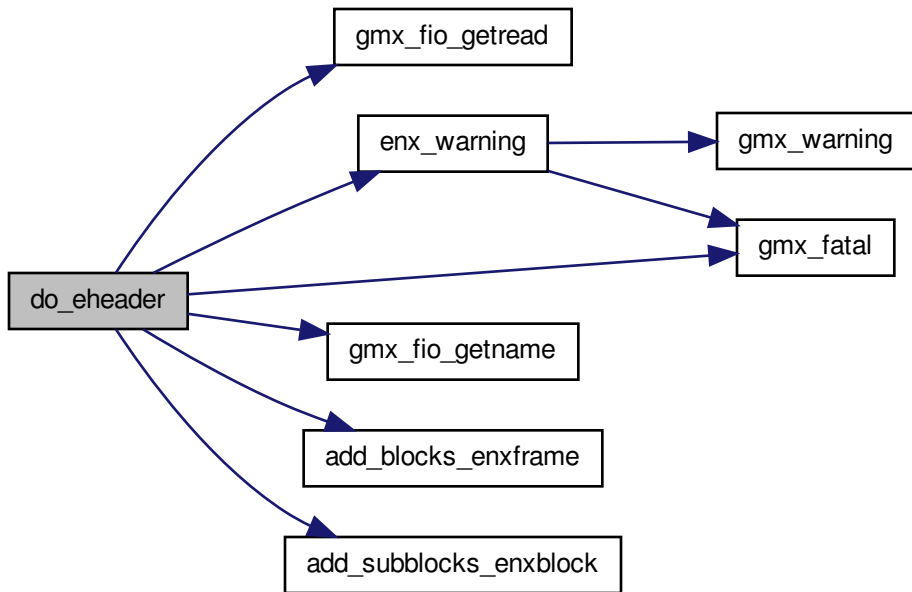 gmx_fio_getread
enx_warning
gmx_warning
gmx_fatal
do_eheader
gmx_fio_getname
add_blocks_enxframe
add_subblocks_enxblock